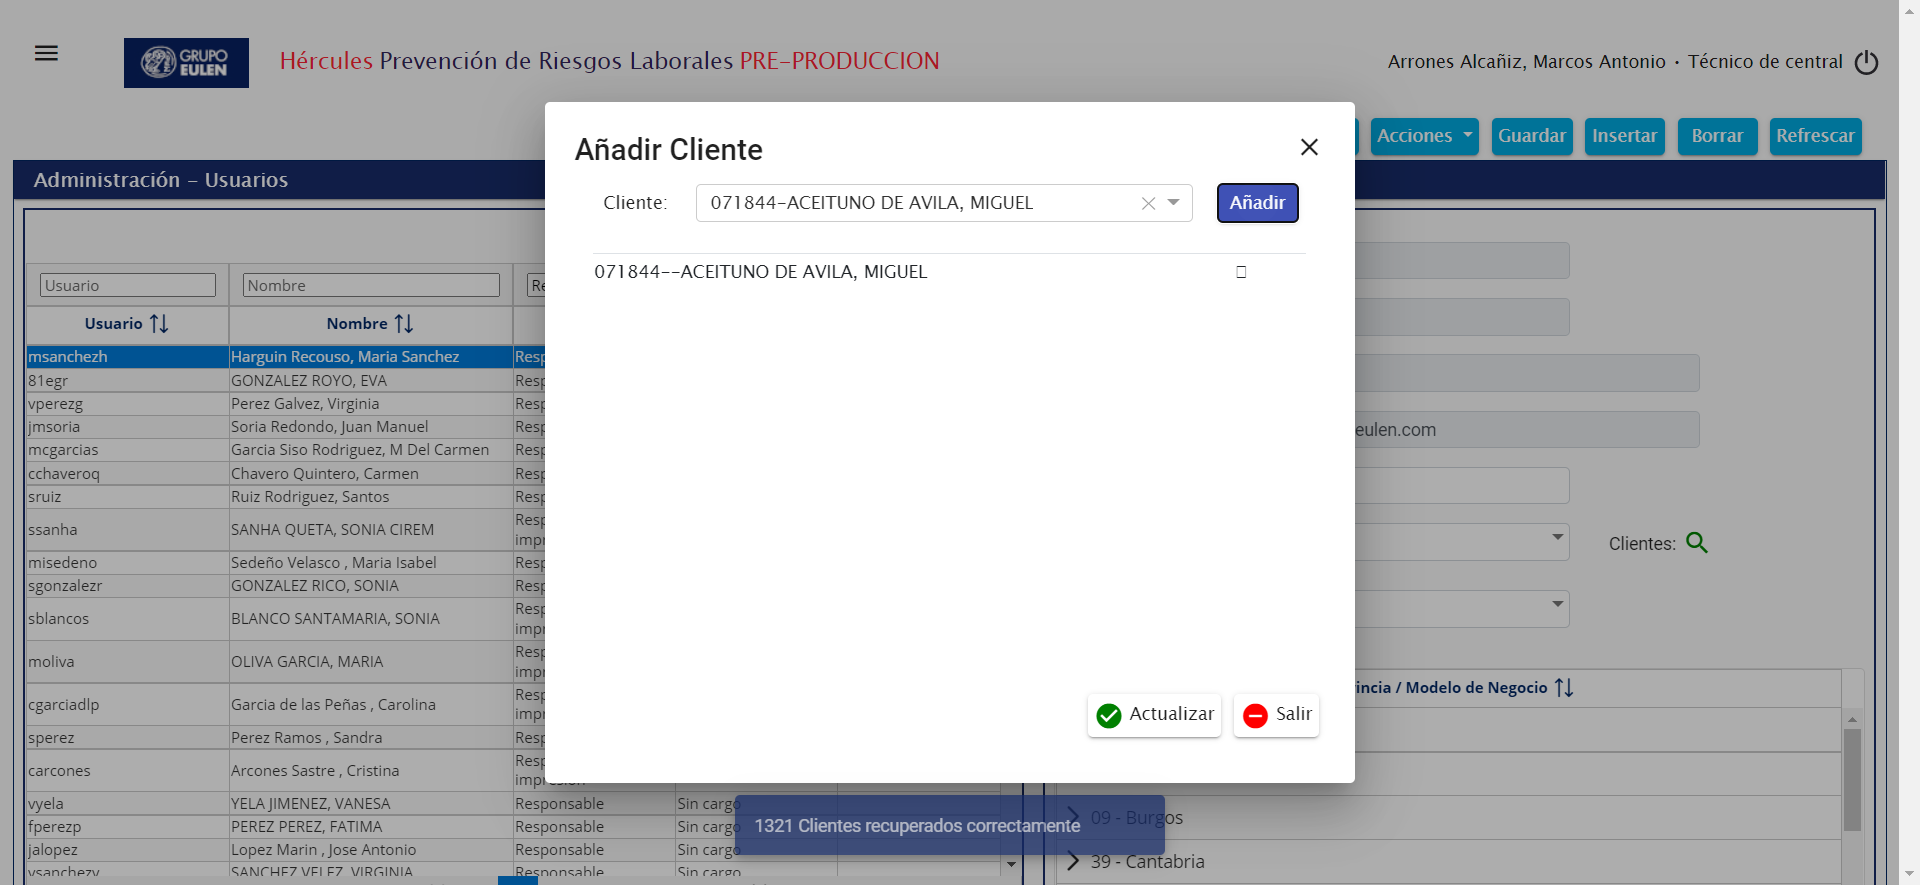 GRUPO
EULEN
Hércules Prevención de Riesgos Laborales PRE-PRODUCCION
Arrones Alcañiz, Marcos Antonio · Técnico de central
Acciones
Guardar
Insertar
Borrar
Refrescar
Administración - Usuarios
Añadir Cliente
Cliente:
071844-ACEITUNO DE AVILA, MIGUEL
Añadir
071844--ACEITUNO DE AVILA, MIGUEL
Actualizar
Salir
Usuario
Nombre
Re
Usuario
Nombre
msanchezh Harguin Recouso, Maria Sanchez Resp
81egr GONZALEZ ROYO, EVA Resp
vperezg Perez Galvez, Virginia Resp
jmsoria Soria Redondo, Juan Manuel Resp
mcgarcias Garcia Siso Rodriguez, M Del Carmen Resp
cchaveroq Chavero Quintero, Carmen Resp
sruiz Ruiz Rodriguez, Santos Resp
ssanha SANHA QUETA, SONIA CIREM Resp
impr
misedeno Sedeño Velasco , Maria Isabel Resp
sgonzalezr GONZALEZ RICO, SONIA Resp
sblancos BLANCO SANTAMARIA, SONIA Resp
impr
moliva OLIVA GARCIA, MARIA Resp
impr
cgarciadlp Garcia de las Peñas , Carolina Resp
impr
sperez Perez Ramos , Sandra Resp
carcones Arcones Sastre , Cristina Resp
impresión
vyela YELA JIMENEZ, VANESA Responsable Sin cargo
fperezp PEREZ PEREZ, FATIMA Responsable Sin cargo
jalopez Lopez Marin , Jose Antonio Responsable Sin cargo
vsanchezv SANCHEZ VELEZ, VIRGINIA Responsable Sin cargo
eulen.com
Clientes:
incia / Modelo de Negocio
09 - Burgos
39 - Cantabria
1321 Clientes recuperados correctamente